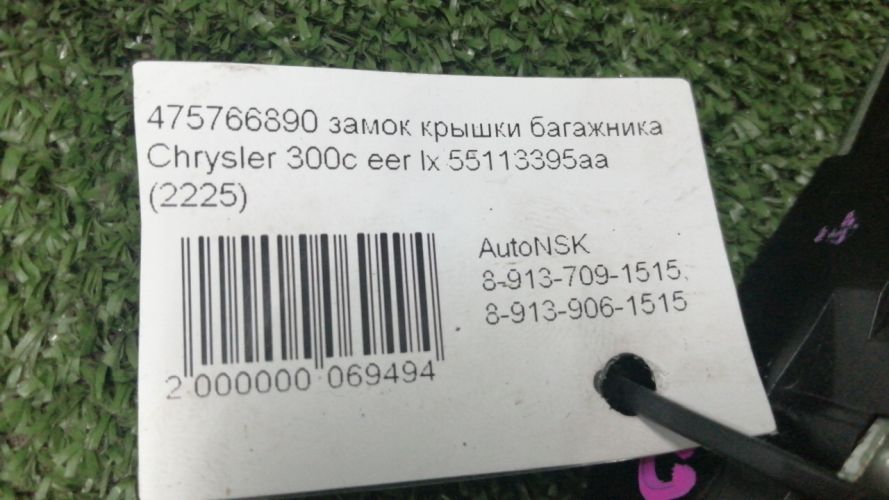 475766890 замок крышки багажника
Chrysler 300c eer lx 55113395aa
(2225)
AutoNSK
8-913-709-1515,
8-913-906-1515
2 000000 069494